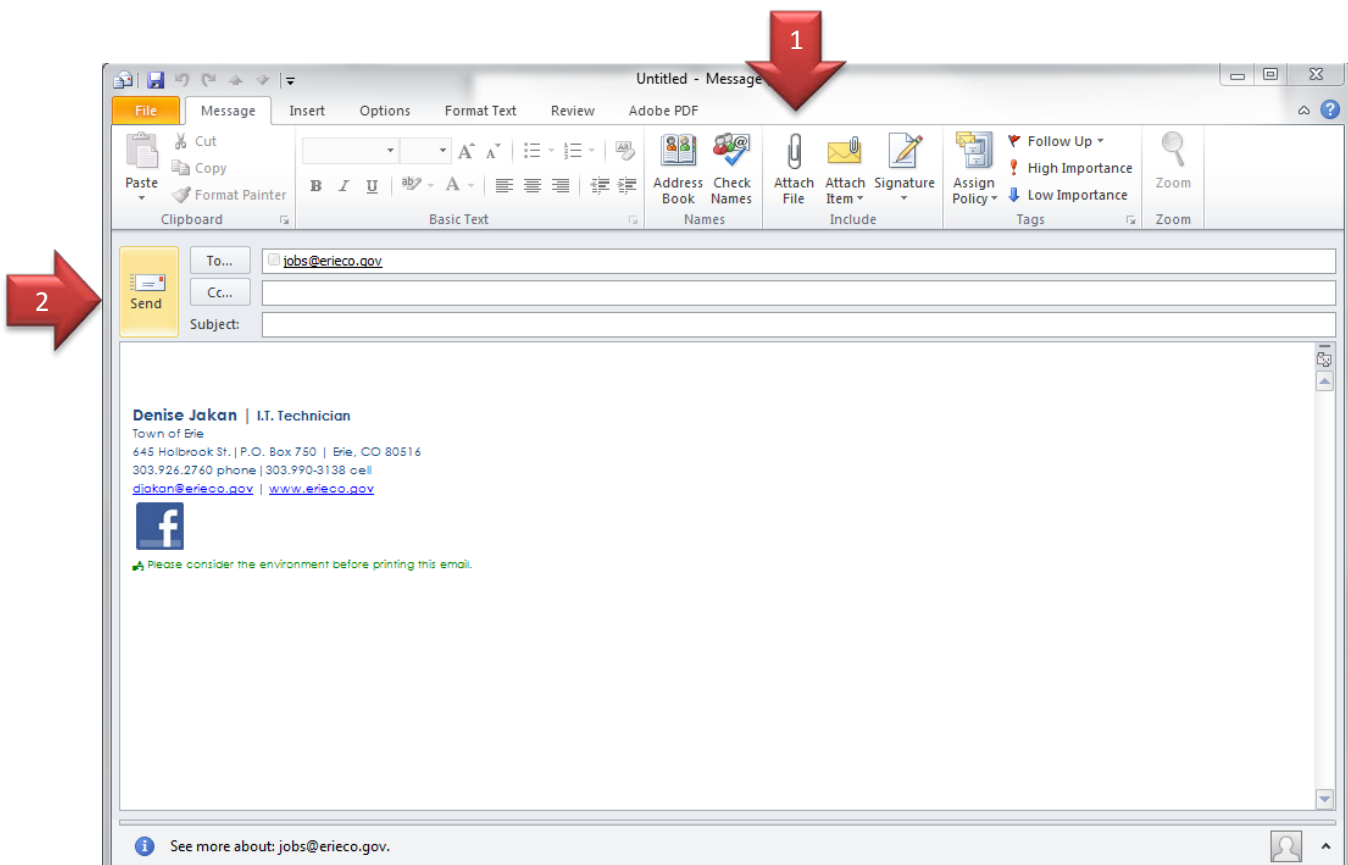 1
Untitled - Message
File Message Insert Options Format Text Review Adobe PDF
Cut
Copy
Paste
Format Painter
Clipboard
B I U
Basic Text
Address Book
Check Names
Names
Attach File
Attach Item
Signature
Include
Assign Policy
Follow Up
High Importance
Low Importance
Tags
Zoom
Zoom
2
Send
To...
jobs@erieco.gov
Cc...
Subject:
Denise Jakan | I.T. Technician
Town of Erie
645 Holbrook St. | P.O. Box 750 | Erie, CO 80516
303.926.2760 phone | 303.990-3138 cell
djakan@erieco.gov | www.erieco.gov
f
Please consider the environment before printing this email.
See more about: jobs@erieco.gov.